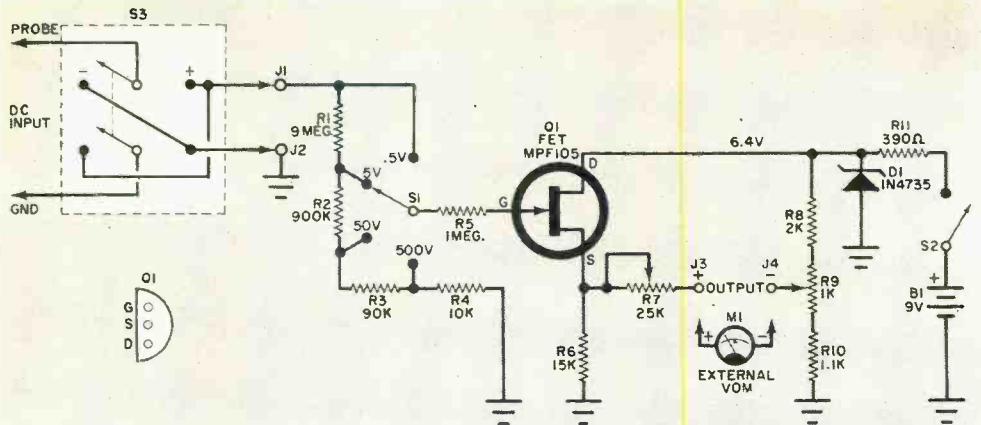 S3
PROBE
- +
DC
INPUT
GND
J1
J2
R1
9MEG.
.5V
5V
S1
R2
900K
50V
500V
R3
90K
R4
10K
R5
1MEG.
Q1
FET
MPF105
D
G
S
6.4V
R11
390Ω
D1
1N4735
R8
2K
S2
J3
+
OUTPUT
J4
-
R7
25K
R9
1K
+
B1
9V
M1
+ -
EXTERNAL
VOM
R6
15K
R10
1.1K
Q1
G
S
D